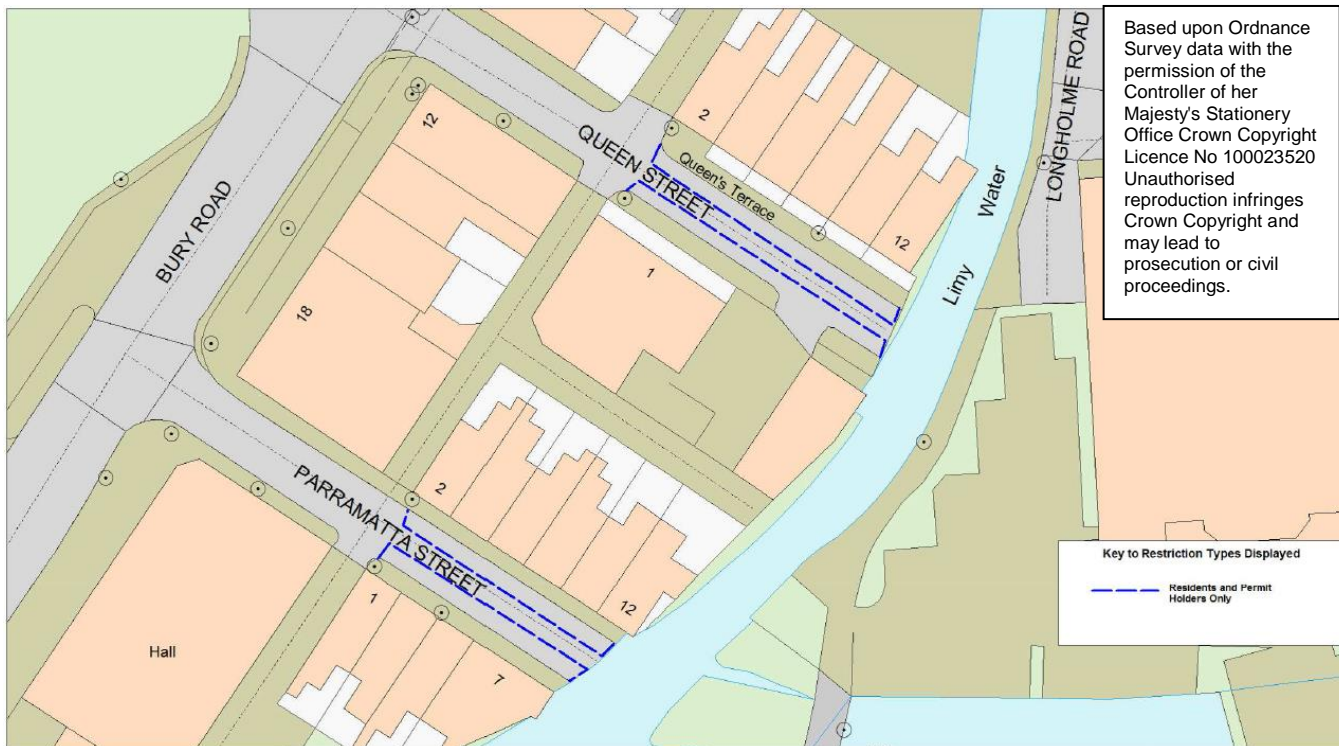 Based upon Ordnance
Survey data with the
permission of the
Controller of her
Majesty's Stationery
Office Crown Copyright
Licence No 100023520
Unauthorised
reproduction infringes
Crown Copyright and
may lead to
prosecution or civil
proceedings.
LONGHOLME ROAD
12
2
QUEEN STREET
Queen's Terrace
BURY ROAD
Limy Water
12
1
18
2
PARRAMATTA STREET
12
1
7
Hall
Key to Restriction Types Displayed
Residents and Permit
Holders Only